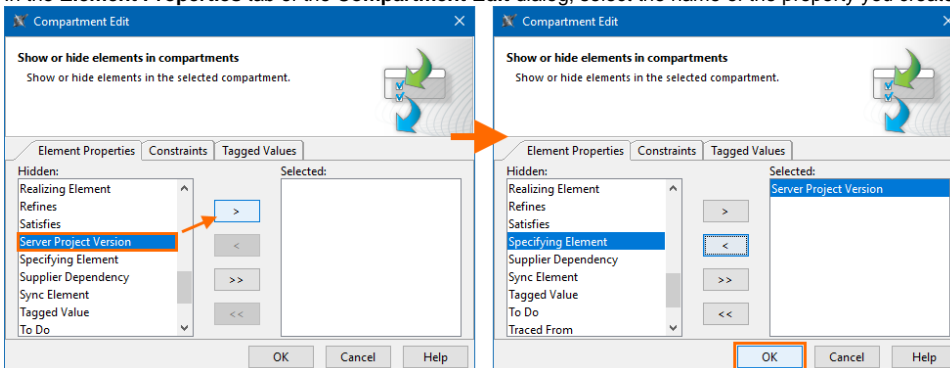 In the Element Properties tab of the Compartment Edit dialog, select the name of the property you create
Compartment Edit
Show or hide elements in compartments
Show or hide elements in the selected compartment.
Element Properties Constraints Tagged Values
Hidden:
Selected:
Realizing Element
Refines
Satisfies
Server Project Version
Specifying Element
Supplier Dependency
Sync Element
Tagged Value
To Do
>
<
>>
<<
OK Cancel Help
Compartment Edit
Show or hide elements in compartments
Show or hide elements in the selected compartment.
Element Properties Constraints Tagged Values
Hidden:
Selected:
Realizing Element
Refines
Satisfies
Specifying Element
Supplier Dependency
Sync Element
Tagged Value
To Do
Traced From
>
<
>>
<<
Server Project Version
OK Cancel Help